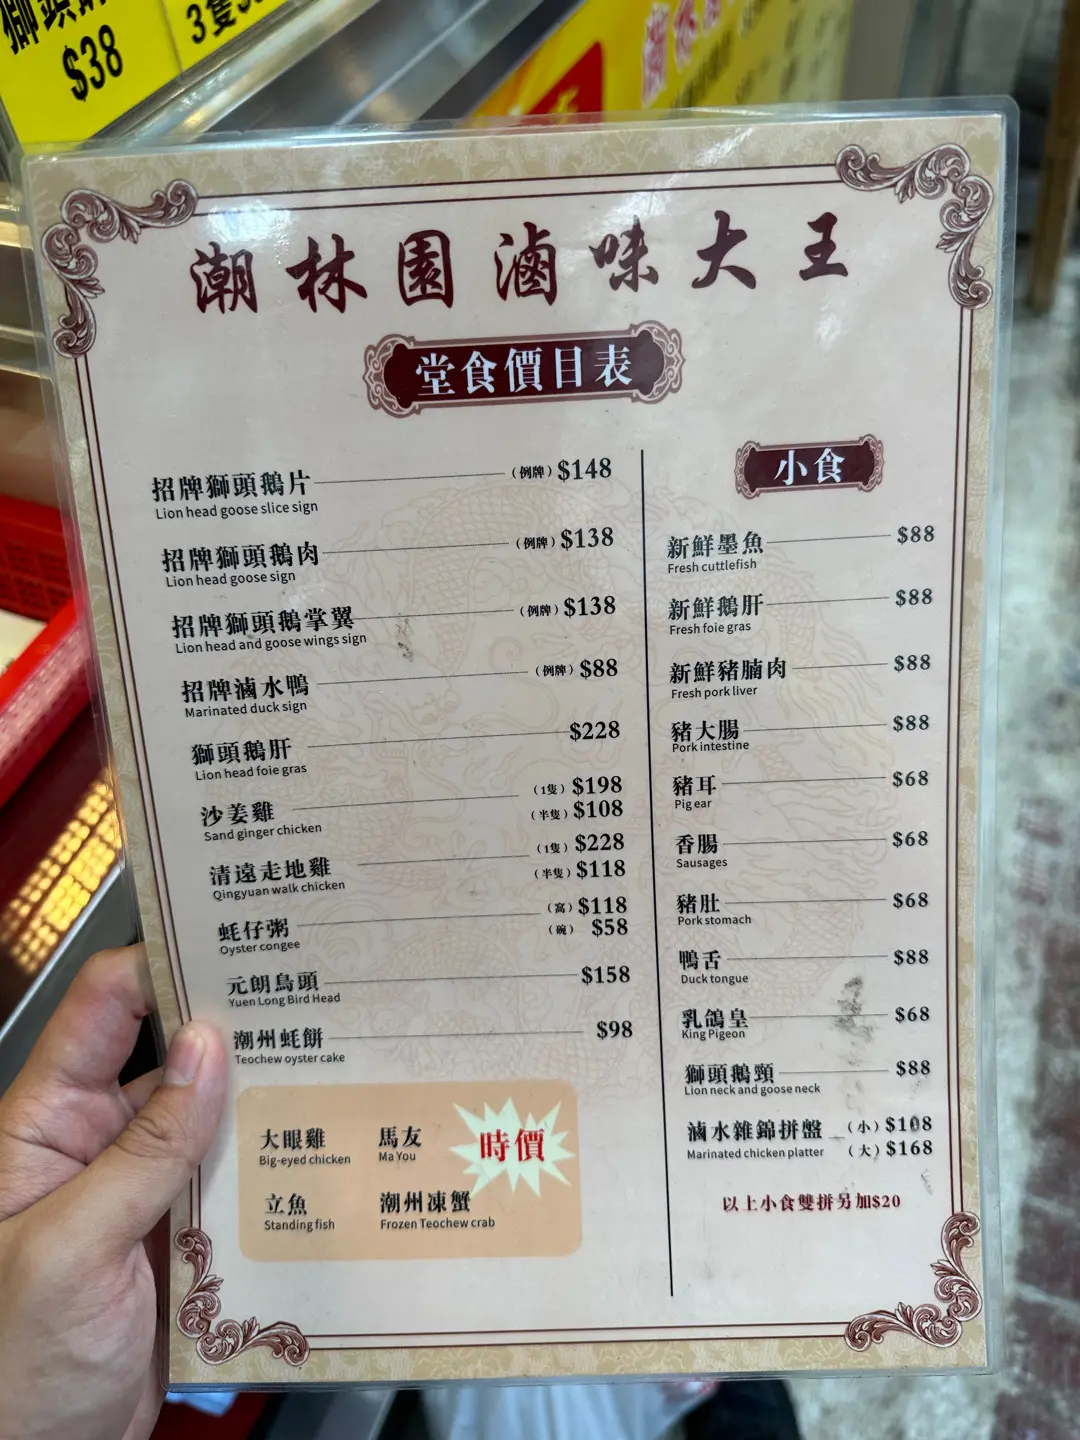 $38
潮林園滷味大王
堂食價目表
招牌獅頭鵝片 (例牌) $148
Lion head goose slice sign
招牌獅頭鵝肉 (例牌) $138
Lion head goose sign
招牌獅頭鵝掌翼 (例牌) $138
Lion head and goose wings sign
招牌滷水鴨 (例牌) $88
Marinated duck sign
獅頭鵝肝 $228
Lion head foie gras
沙姜雞 (1隻) $198
(半隻) $108
Sand ginger chicken
清遠走地雞 (1隻) $228
(半隻) $118
Qingyuan walk chicken
蚝仔粥 (窩) $118
(碗) $58
Oyster congee
元朗烏頭 $158
Yuen Long Bird Head
潮州蚝餅 $98
Teochew oyster cake
大眼雞 馬友
Big-eyed chicken Ma You
時價
立魚 潮州凍蟹
Standing fish Frozen Teochew crab
小食
新鮮墨魚 $88
Fresh cuttlefish
新鮮鵝肝 $88
Fresh foie gras
新鮮豬腩肉 $88
Fresh pork liver
豬大腸 $88
Pork intestine
豬耳 $68
Pig ear
香腸 $68
Sausages
豬肚 $68
Pork stomach
鴨舌 $88
Duck tongue
乳鴿皇 $68
King Pigeon
獅頭鵝頸 $88
Lion neck and goose neck
滷水雜錦拼盤 (小) $108
Marinated chicken platter (大) $168
以上小食雙拼另加$20